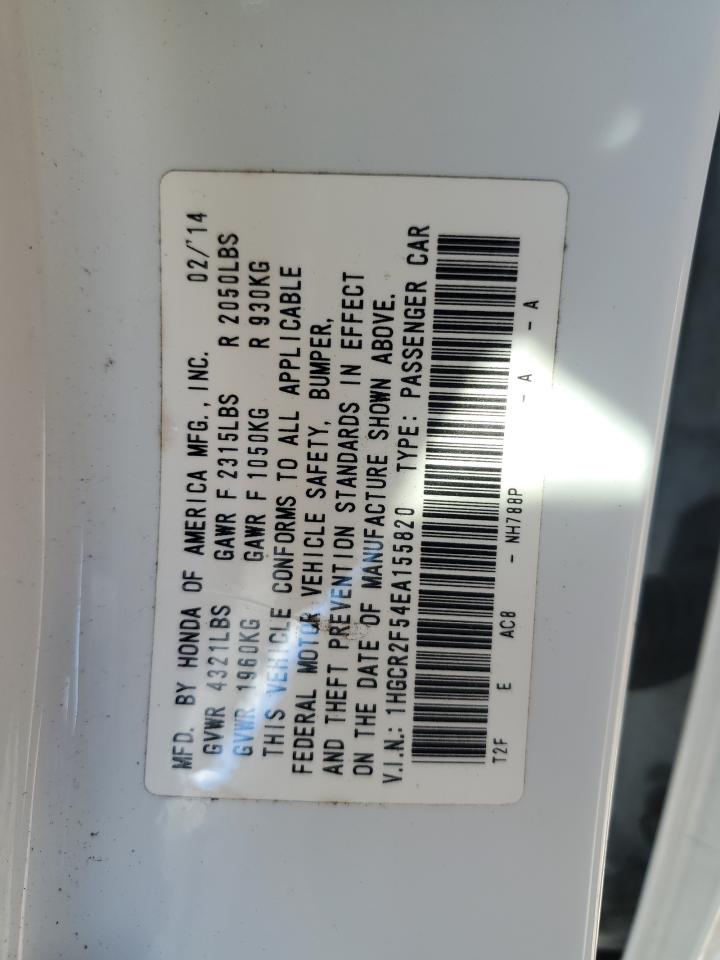 MFD. BY HONDA OF AMERICA MFG., INC. 02/'14
GVWR 4321LBS GAWR F 2315LBS R 2050LBS
GVWR 1960KG GAWR F 1050KG R 930KG
THIS VEHICLE CONFORMS TO ALL APPLICABLE
FEDERAL MOTOR VEHICLE SAFETY, BUMPER,
AND THEFT PREVENTION STANDARDS IN EFFECT
ON THE DATE OF MANUFACTURE SHOWN ABOVE.
V.I.N.: 1HGCR2F54EA155820 TYPE: PASSENGER CAR
T2F E AC8 - NH788P - A - A